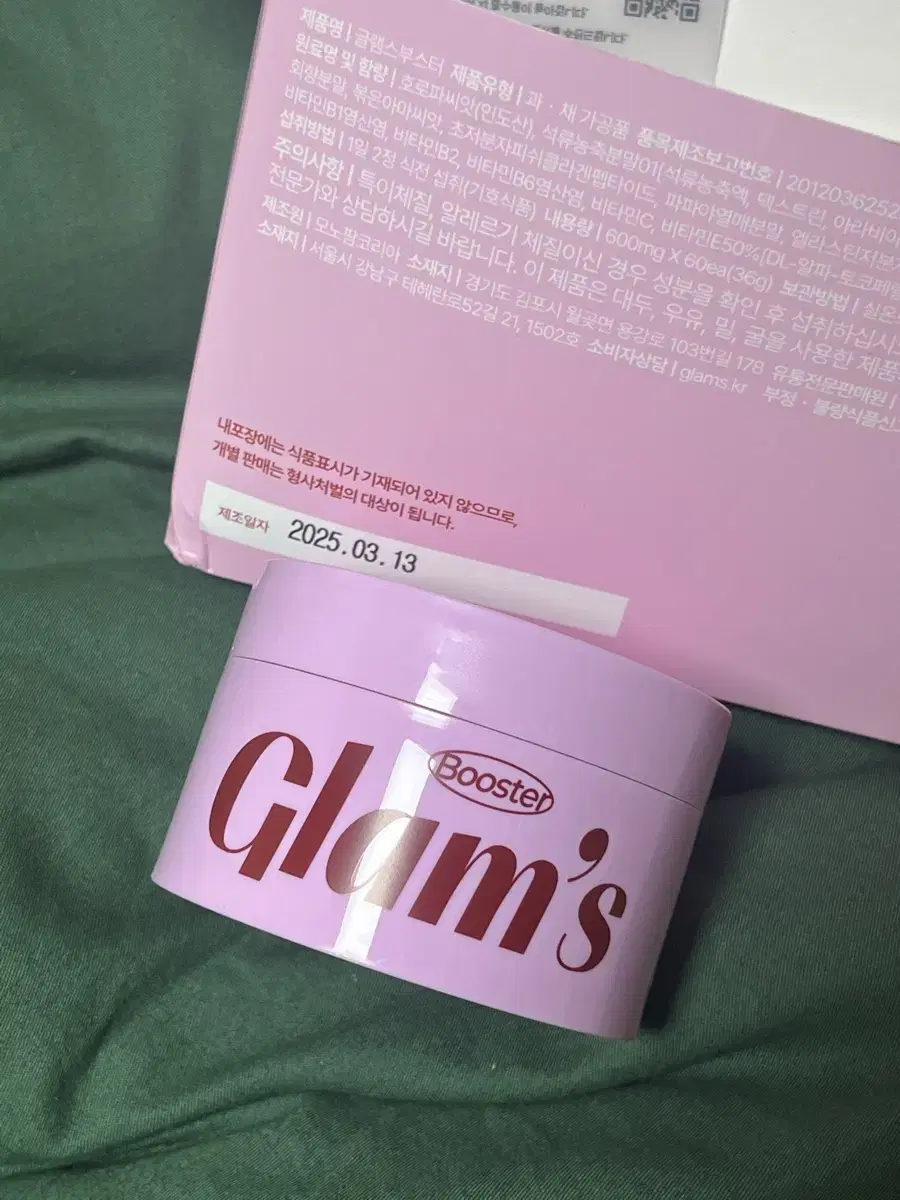 제품명 | 글램스부스터 제품유형 | 과 · 채 가공품 품목제조보고번호 | 2012036252
원료명 및 함량 | 호로파씨앗(인도산), 석류농축분말01(석류농축액, 덱스트린, 아라비아
회향분말, 볶은아마씨앗, 초저분자피쉬콜라겐펩타이드, 파파야열매분말, 엘라스틴저분
비타민B1염산염, 비타민B2, 비타민B6염산염, 비타민C, 비타민E50%(DL-알파-토코페릴
섭취방법 | 1일 2정 식전 섭취(기호식품) 내용량 | 600mg X 60ea(36g) 보관방법 | 실온
주의사항 | 특이체질, 알레르기 체질이신 경우 성분을 확인 후 섭취하십시
전문가와 상담하시길 바랍니다. 이 제품은 대두, 우유, 밀, 굴을 사용한 제품
제조원 | 모노팜코리아 소재지 | 경기도 김포시 월곶면 용강로 103번길 178 유통전문판매원 |
소재지 | 서울시 강남구 테헤란로52길 21, 1502호 소비자상담 | glams.kr 부정 · 불량식품신
내포장에는 식품표시가 기재되어 있지 않으므로,
개별 판매는 형사처벌의 대상이 됩니다.
제조일자 2025.03.13
Booster
Glam's